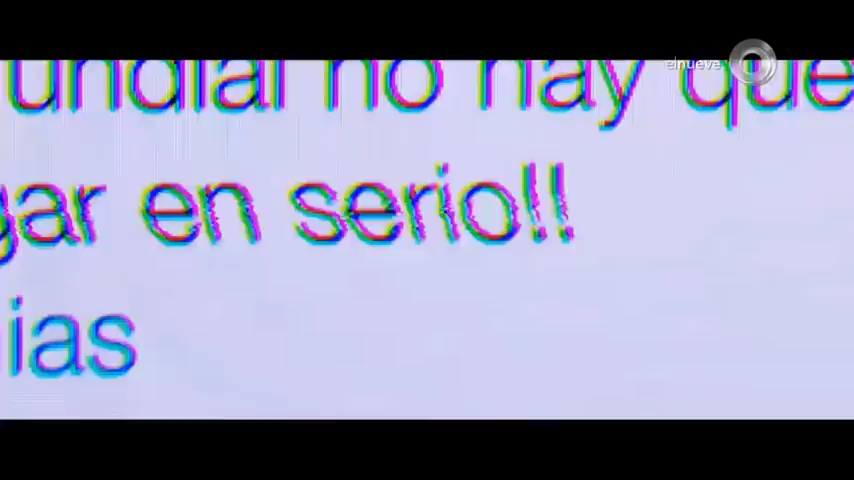 elnueve
undial no hay que
gar en serio!!
ias